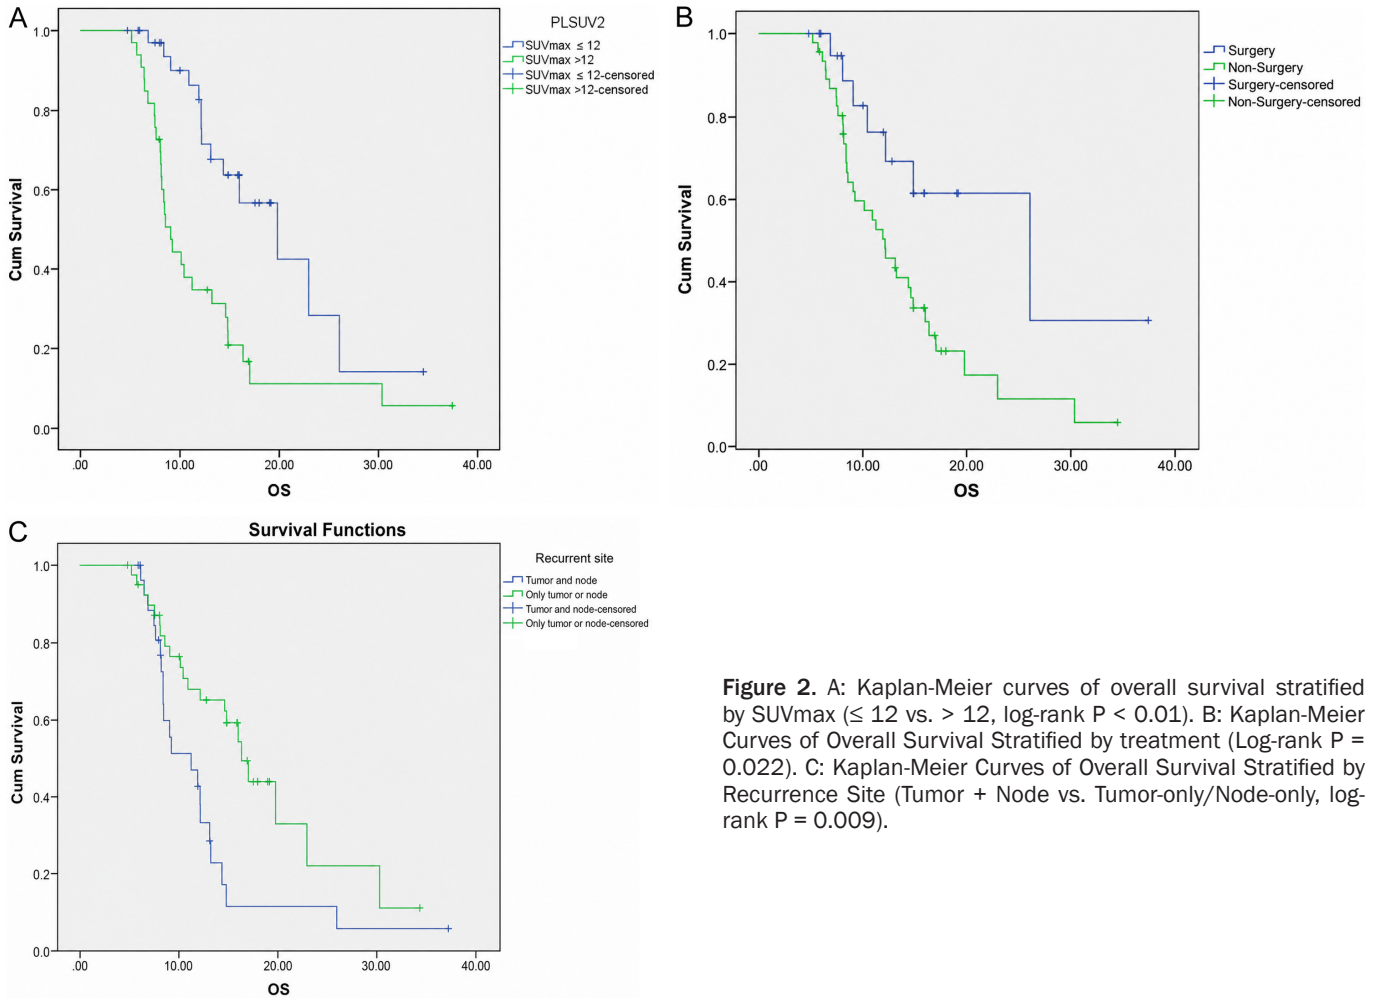 A
PLSUV2
SUVmax ≤ 12
SUVmax >12
SUVmax ≤ 12-censored
SUVmax >12-censored
1.0
0.8
0.6
0.4
0.2
0.0
Cum Survival
.00 10.00 20.00 30.00 40.00
OS
B
Surgery
Non-Surgery
Surgery-censored
Non-Surgery-censored
1.0
0.8
0.6
0.4
0.2
0.0
Cum Survival
.00 10.00 20.00 30.00 40.00
OS
C
Survival Functions
Recurrent site
Tumor and node
Only tumor or node
Tumor and node-censored
Only tumor or node-censored
1.0
0.8
0.6
0.4
0.2
0.0
Cum Survival
.00 10.00 20.00 30.00 40.00
OS
Figure 2. A: Kaplan-Meier curves of overall survival stratified
by SUVmax (≤ 12 vs. > 12, log-rank P < 0.01). B: Kaplan-Meier
Curves of Overall Survival Stratified by treatment (Log-rank P =
0.022). C: Kaplan-Meier Curves of Overall Survival Stratified by
Recurrence Site (Tumor + Node vs. Tumor-only/Node-only, log-
rank P = 0.009).